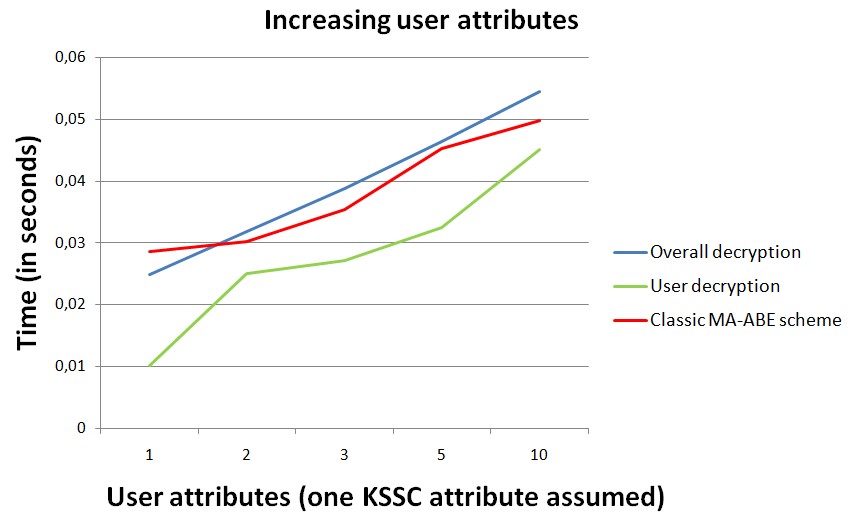 Increasing user attributes
0,06
0,05
0,04
0,03
0,02
0,01
0
Time (in seconds)
1 2 3 5 10
User attributes (one KSSC attribute assumed)
Overall decryption
User decryption
Classic MA-ABE scheme